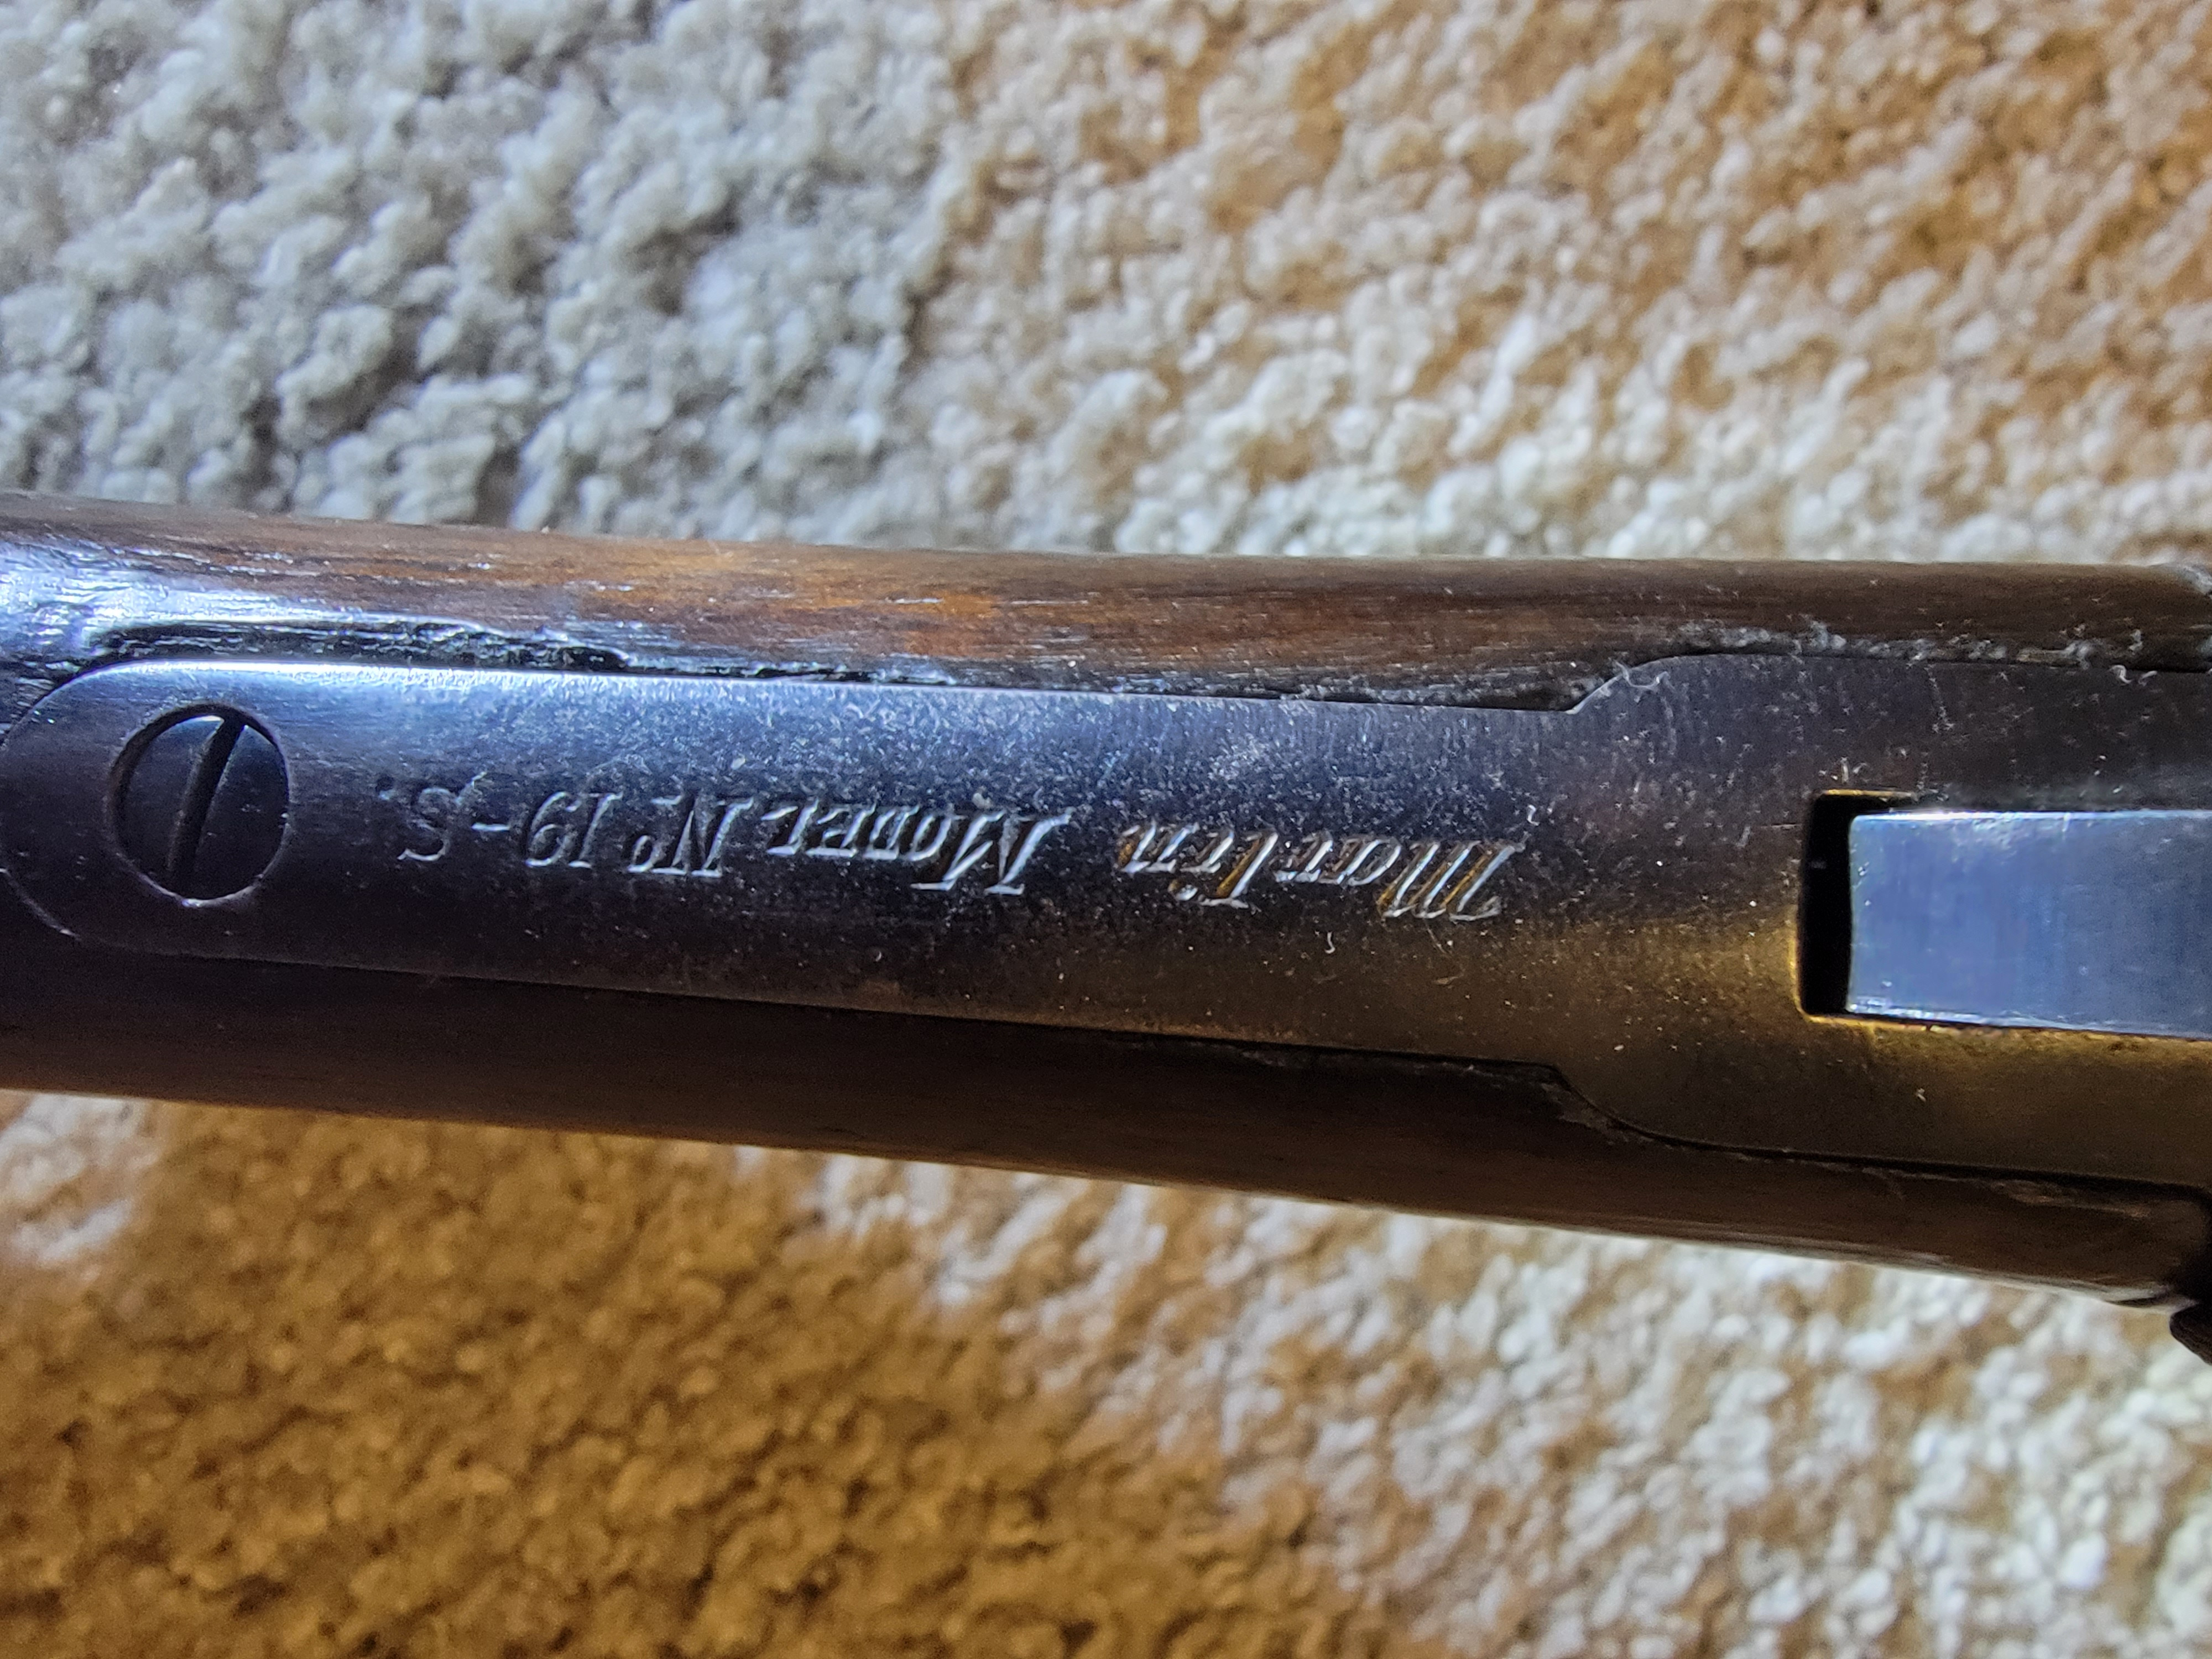 Marlin Model No 19-S.